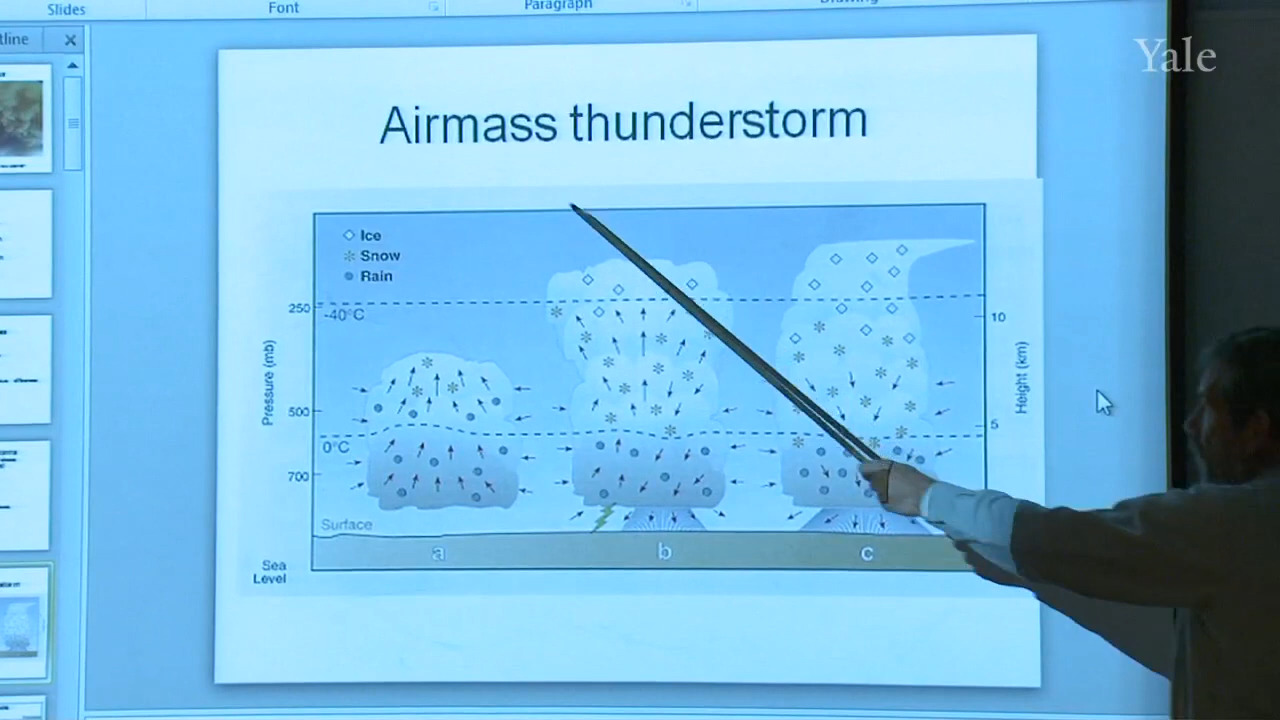 Slides
Font
Paragraph
Drawing
tline
Yale
Airmass thunderstorm
Ice
Snow
Rain
250
-40°C
10
Pressure (mb)
Height (km)
500
5
0°C
700
Surface
a
b
c
Sea
Level